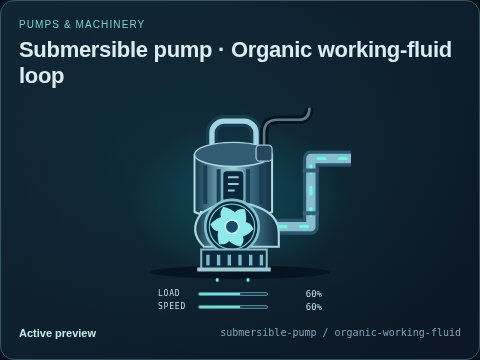 PUMPS & MACHINERY
Submersible pump · Organic working-fluid
loop
LOAD 60%
SPEED 60%
Active preview submersible-pump / organic-working-fluid